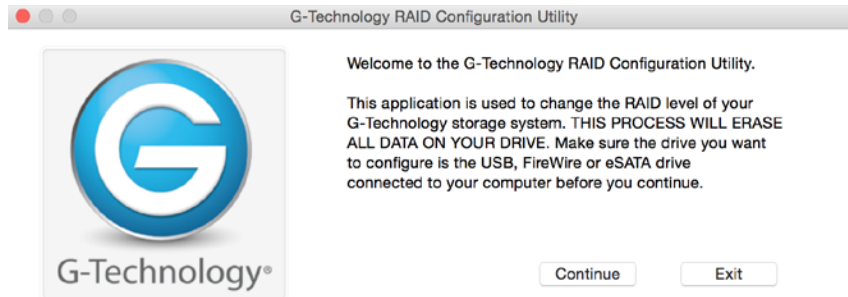 G-Technology RAID Configuration Utility
Welcome to the G-Technology RAID Configuration Utility.
This application is used to change the RAID level of your
G-Technology storage system. THIS PROCESS WILL ERASE
ALL DATA ON YOUR DRIVE. Make sure the drive you want
to configure is the USB, FireWire or eSATA drive
connected to your computer before you continue.
G-Technology®
Continue
Exit